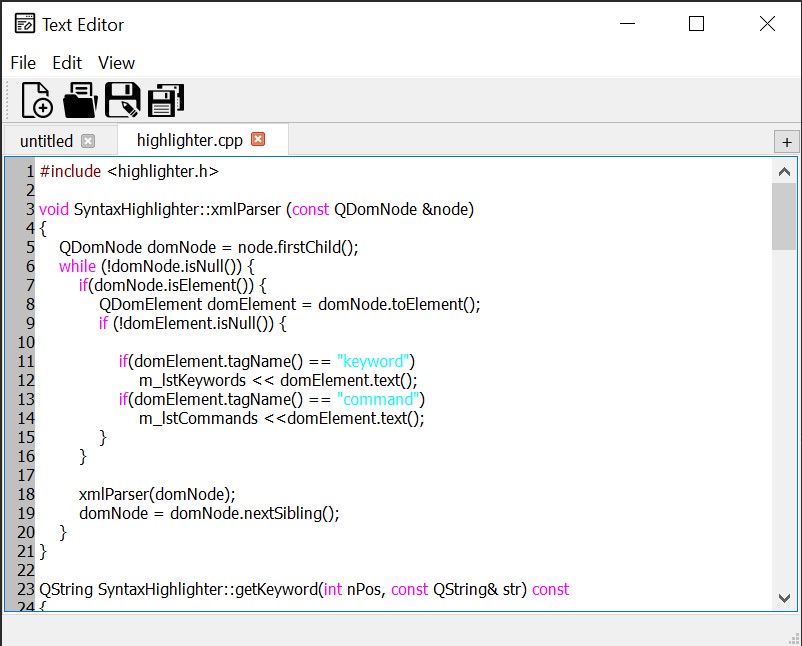 Text Editor
File Edit View
untitled highlighter.cpp +
1 #include <highlighter.h>
2
3 void SyntaxHighlighter::xmlParser (const QDomNode &node)
4 {
5 QDomNode domNode = node.firstChild();
6 while (!domNode.isNull()) {
7 if(domNode.isElement()) {
8 QDomElement domElement = domNode.toElement();
9 if (!domElement.isNull()) {
10
11 if(domElement.tagName() == "keyword")
12 m_lstKeywords << domElement.text();
13 if(domElement.tagName() == "command")
14 m_lstCommands <<domElement.text();
15 }
16 }
17
18 xmlParser(domNode);
19 domNode = domNode.nextSibling();
20 }
21 }
22
23 QString SyntaxHighlighter::getKeyword(int nPos, const QString& str) const
24 {